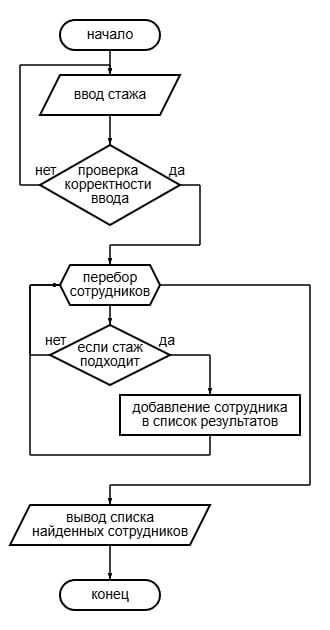 начало
ввод стажа
нет
да
проверка
корректности
ввода
перебор
сотрудников
нет
да
если стаж
подходит
добавление сотрудника
в список результатов
вывод списка
найденных сотрудников
конец